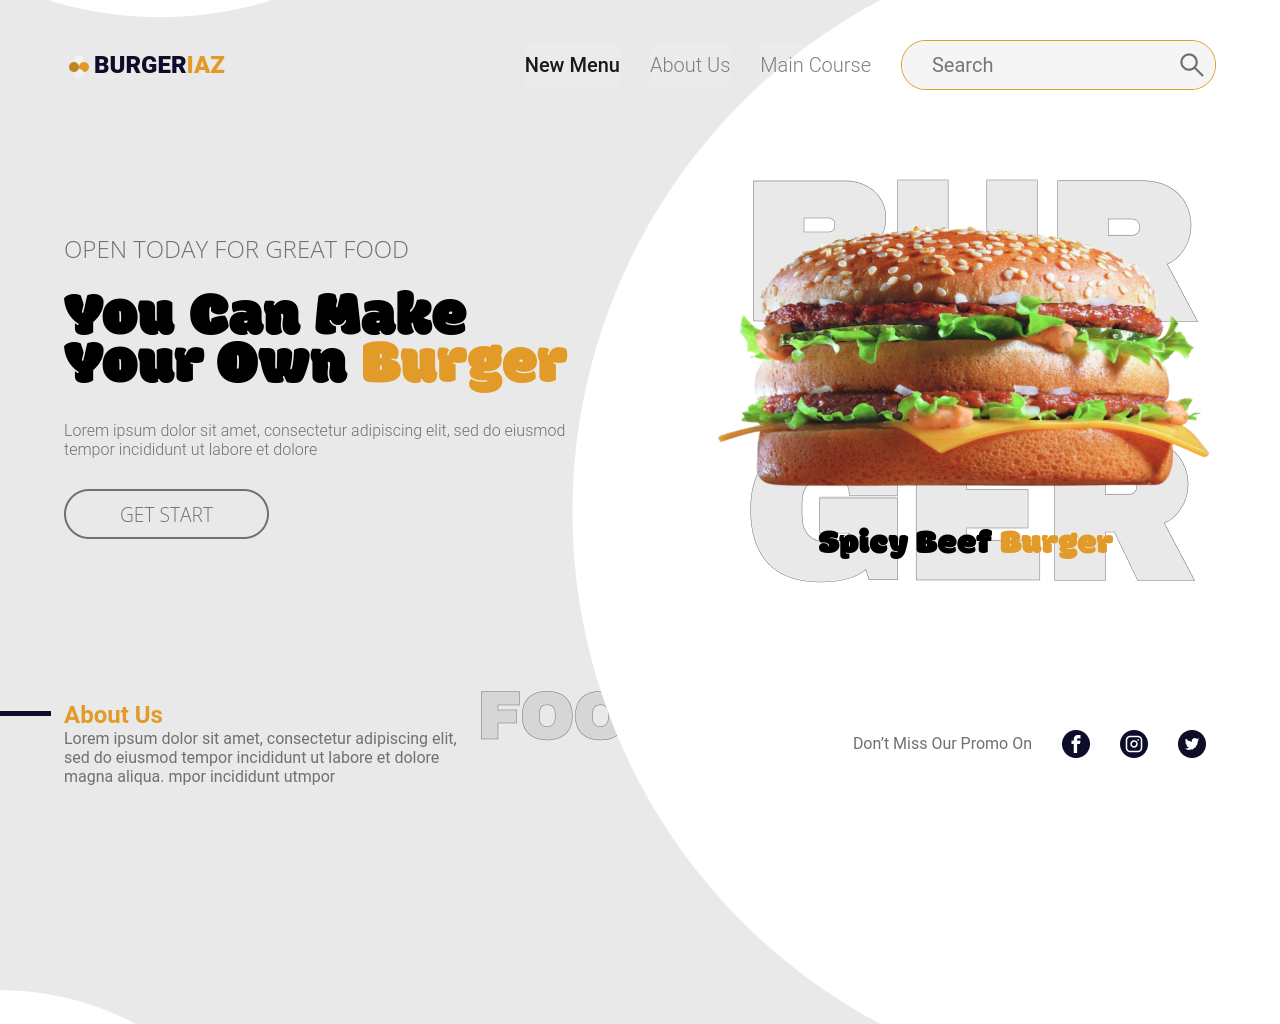 BURGERIAZ
New Menu
About Us
Main Course
Search
OPEN TODAY FOR GREAT FOOD
You Can Make
Your Own Burger
Lorem ipsum dolor sit amet, consectetur adipiscing elit, sed do eiusmod
tempor incididunt ut labore et dolore
GET START
BUR
GER
Spicy Beef Burger
About Us
Lorem ipsum dolor sit amet, consectetur adipiscing elit,
sed do eiusmod tempor incididunt ut labore et dolore
magna aliqua. mpor incididunt utmpor
FOO
Don’t Miss Our Promo On